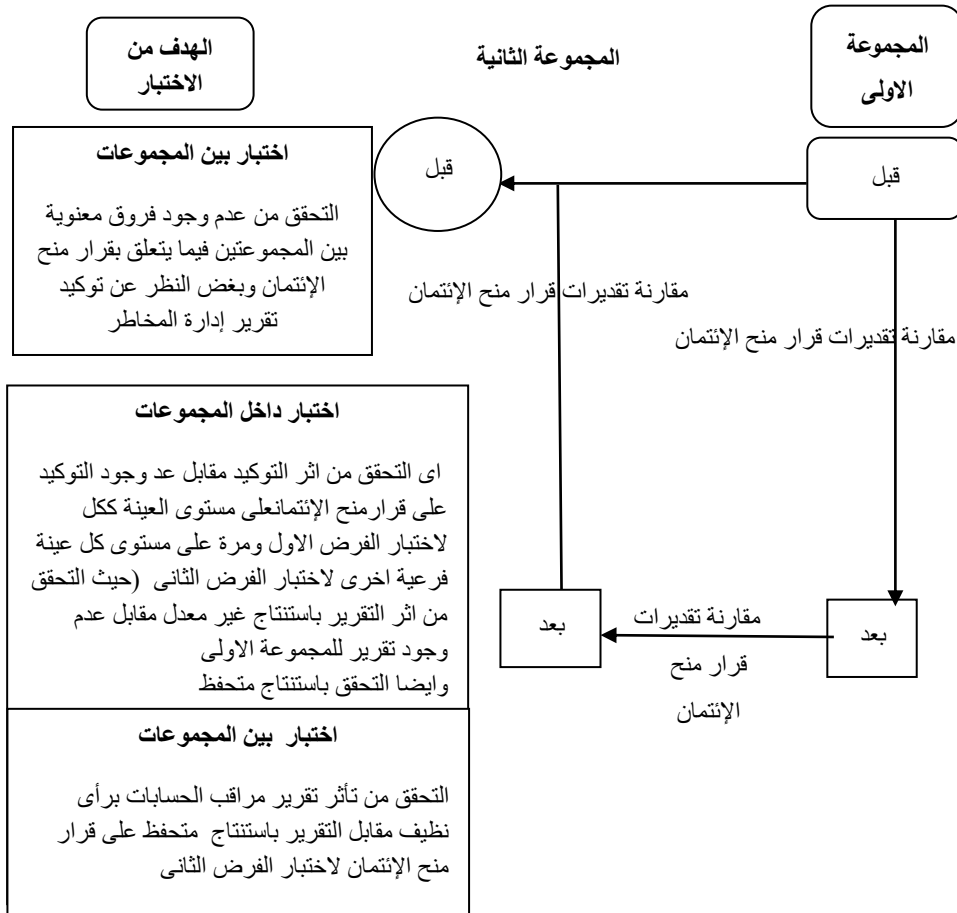 المجموعة
الاولى
المجموعة الثانية
الهدف من
الاختبار
قبل
قبل
اختبار بين المجموعات
التحقق من عدم وجود فروق معنوية
بين المجموعتين فيما يتعلق بقرار منح
الإئتمان وبغض النظر عن توكيد
تقرير إدارة المخاطر
مقارنة تقديرات قرار منح الإئتمان
مقارنة تقديرات قرار منح الإئتمان
اختبار داخل المجموعات
اى التحقق من اثر التوكيد مقابل عد وجود التوكيد
على قرارمنح الإئتمانعلى مستوى العينة ككل
لاختبار الفرض الاول ومرة على مستوى كل عينة
فرعية اخرى لاختبار الفرض الثانى (حيث التحقق
من اثر التقرير باستنتاج غير معدل مقابل عدم
وجود تقرير للمجموعة الاولى
وايضا التحقق باستنتاج متحفظ
بعد
مقارنة تقديرات
قرار منح
الإئتمان
بعد
اختبار بين المجموعات
التحقق من تأثر تقرير مراقب الحسابات برأى
نظيف مقابل التقرير باستنتاج متحفظ على قرار
منح الإئتمان لاختبار الفرض الثانى